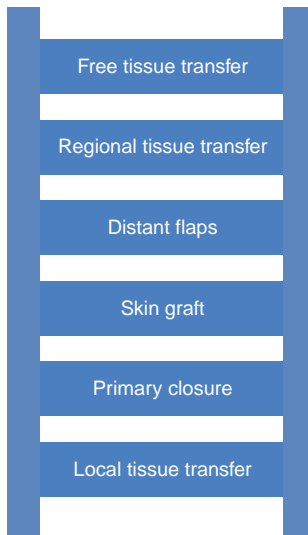 Free tissue transfer
Regional tissue transfer
Distant flaps
Skin graft
Primary closure
Local tissue transfer